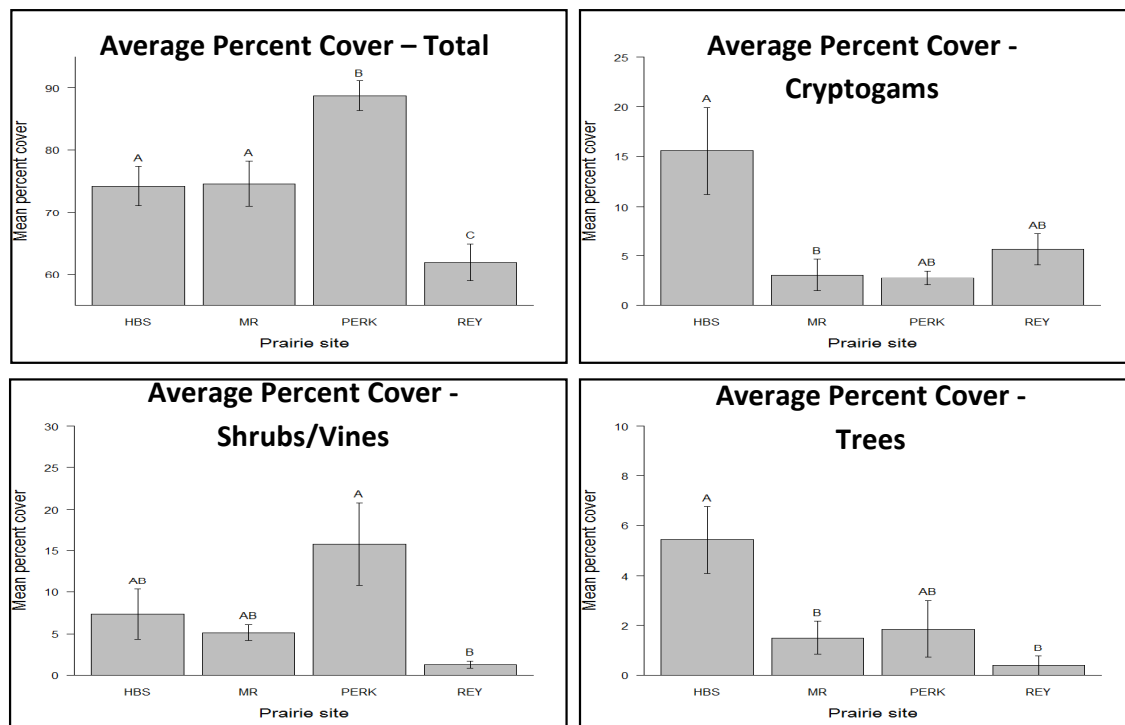 Average Percent Cover – Total
Mean percent cover
90
80
70
60
A
A
B
C
HBS
MR
PERK
REY
Prairie site
Average Percent Cover -
Cryptogams
Mean percent cover
25
20
15
10
5
0
A
B
AB
AB
HBS
MR
PERK
REY
Prairie site
Average Percent Cover -
Shrubs/Vines
Mean percent cover
30
25
20
15
10
5
0
AB
AB
A
B
HBS
MR
PERK
REY
Prairie site
Average Percent Cover -
Trees
Mean percent cover
10
8
6
4
2
0
A
B
AB
B
HBS
MR
PERK
REY
Prairie site